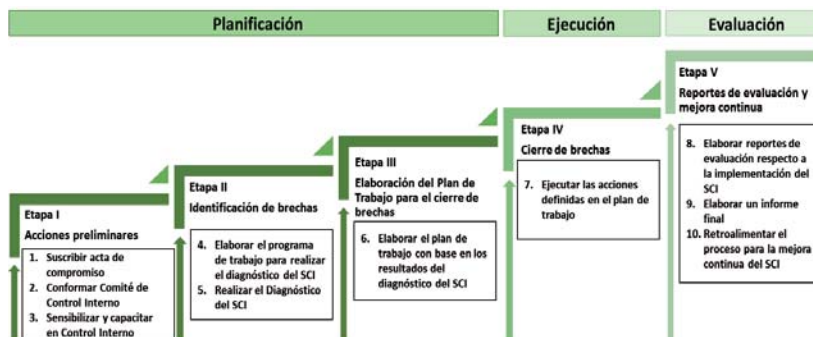 Planificación
Ejecución
Evaluación
Etapa I
Acciones preliminares
1. Suscribir acta de
compromiso
2. Conformar Comité de
Control Interno
3. Sensibilizar y capacitar
en Control Interno
Etapa II
Identificación de brechas
4. Elaborar el programa
de trabajo para realizar
el diagnóstico del SCI
5. Realizar el Diagnóstico
del SCI
Etapa III
Elaboración del Plan de
Trabajo para el cierre de
brechas
6. Elaborar el plan de
trabajo con base en los
resultados del
diagnóstico del SCI
Etapa IV
Cierre de brechas
7. Ejecutar las acciones
definidas en el plan de
trabajo
Etapa V
Reportes de evaluación y
mejora continua
8. Elaborar reportes de
evaluación respecto a
la implementación del
SCI
9. Elaborar un informe
final
10. Retroalimentar el
proceso para la mejora
continua del SCI